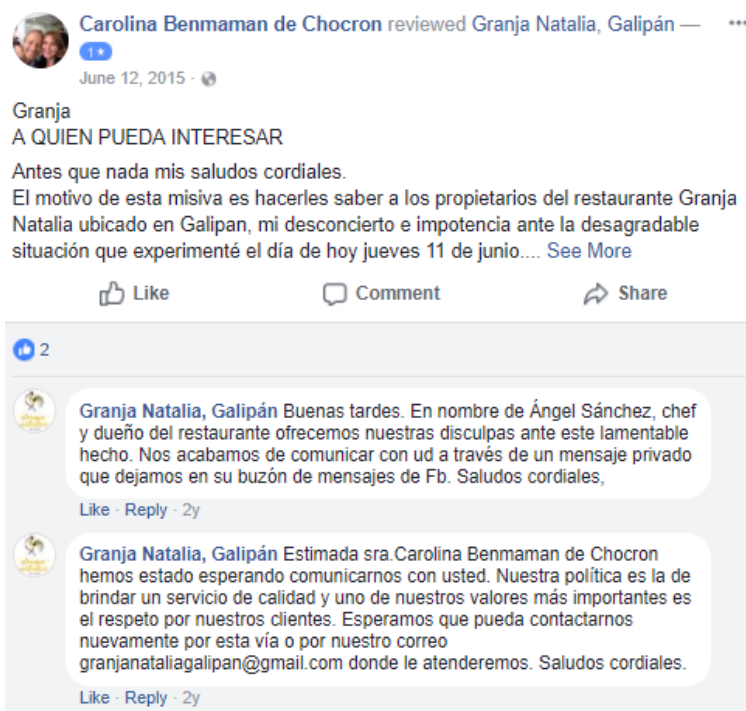 Carolina Benmaman de Chocron reviewed Granja Natalia, Galipán —
1★
June 12, 2015 ·
Granja
A QUIEN PUEDA INTERESAR
Antes que nada mis saludos cordiales.
El motivo de esta misiva es hacerles saber a los propietarios del restaurante Granja
Natalia ubicado en Galipan, mi desconcierto e impotencia ante la desagradable
situación que experimenté el día de hoy jueves 11 de junio.... See More
Like Comment Share
2
Granja Natalia, Galipán Buenas tardes. En nombre de Ángel Sánchez, chef
y dueño del restaurante ofrecemos nuestras disculpas ante este lamentable
hecho. Nos acabamos de comunicar con ud a través de un mensaje privado
que dejamos en su buzón de mensajes de Fb. Saludos cordiales,
Like · Reply · 2y
Granja Natalia, Galipán Estimada sra.Carolina Benmaman de Chocron
hemos estado esperando comunicarnos con usted. Nuestra política es la de
brindar un servicio de calidad y uno de nuestros valores más importantes es
el respeto por nuestros clientes. Esperamos que pueda contactarnos
nuevamente por esta vía o por nuestro correo
granjanataliagalipan@gmail.com donde le atenderemos. Saludos cordiales.
Like · Reply · 2y